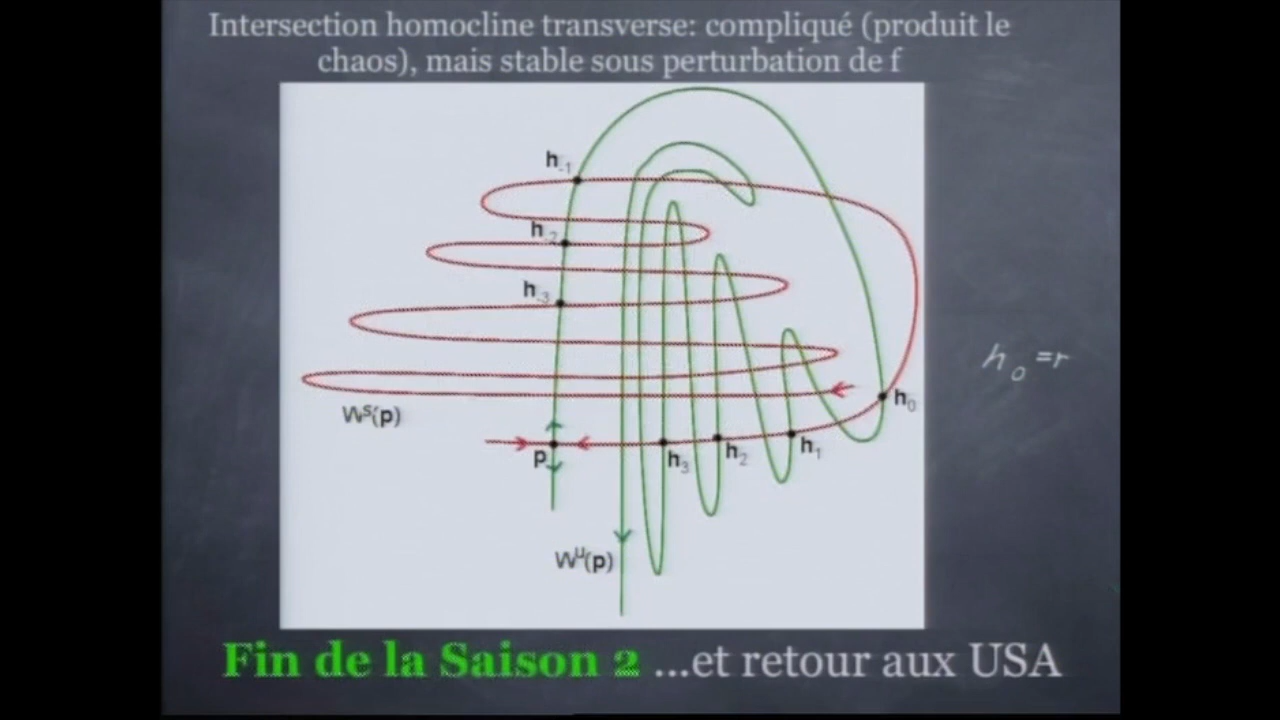 Intersection homocline transverse: compliqué (produit le
chaos), mais stable sous perturbation de f
h-1
h-2
h-3
h0 =r
h0
Wˢ(p)
p
h3
h2
h1
Wᵘ(p)
Fin de la Saison 2 ...et retour aux USA